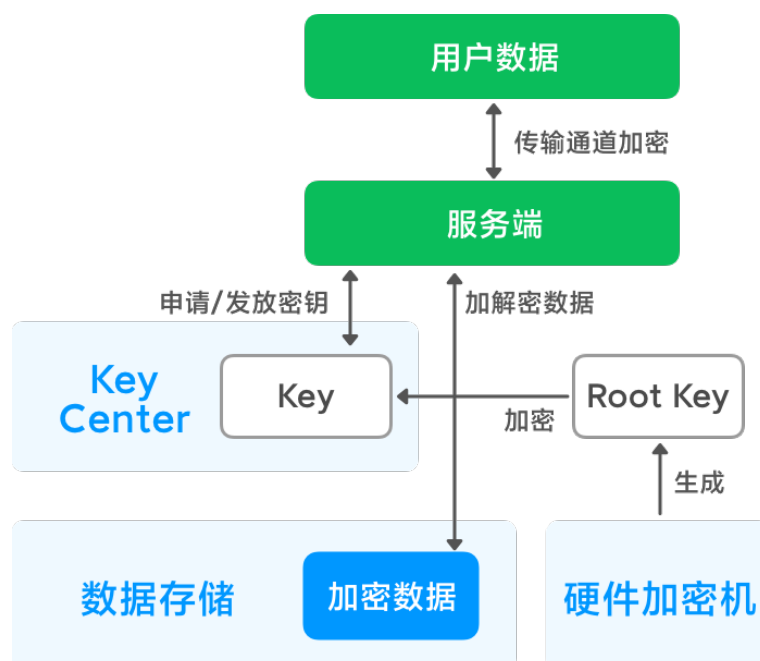 用户数据
传输通道加密
服务端
申请/发放密钥
加解密数据
Key
Center
Key
Root Key
加密
生成
数据存储
加密数据
硬件加密机